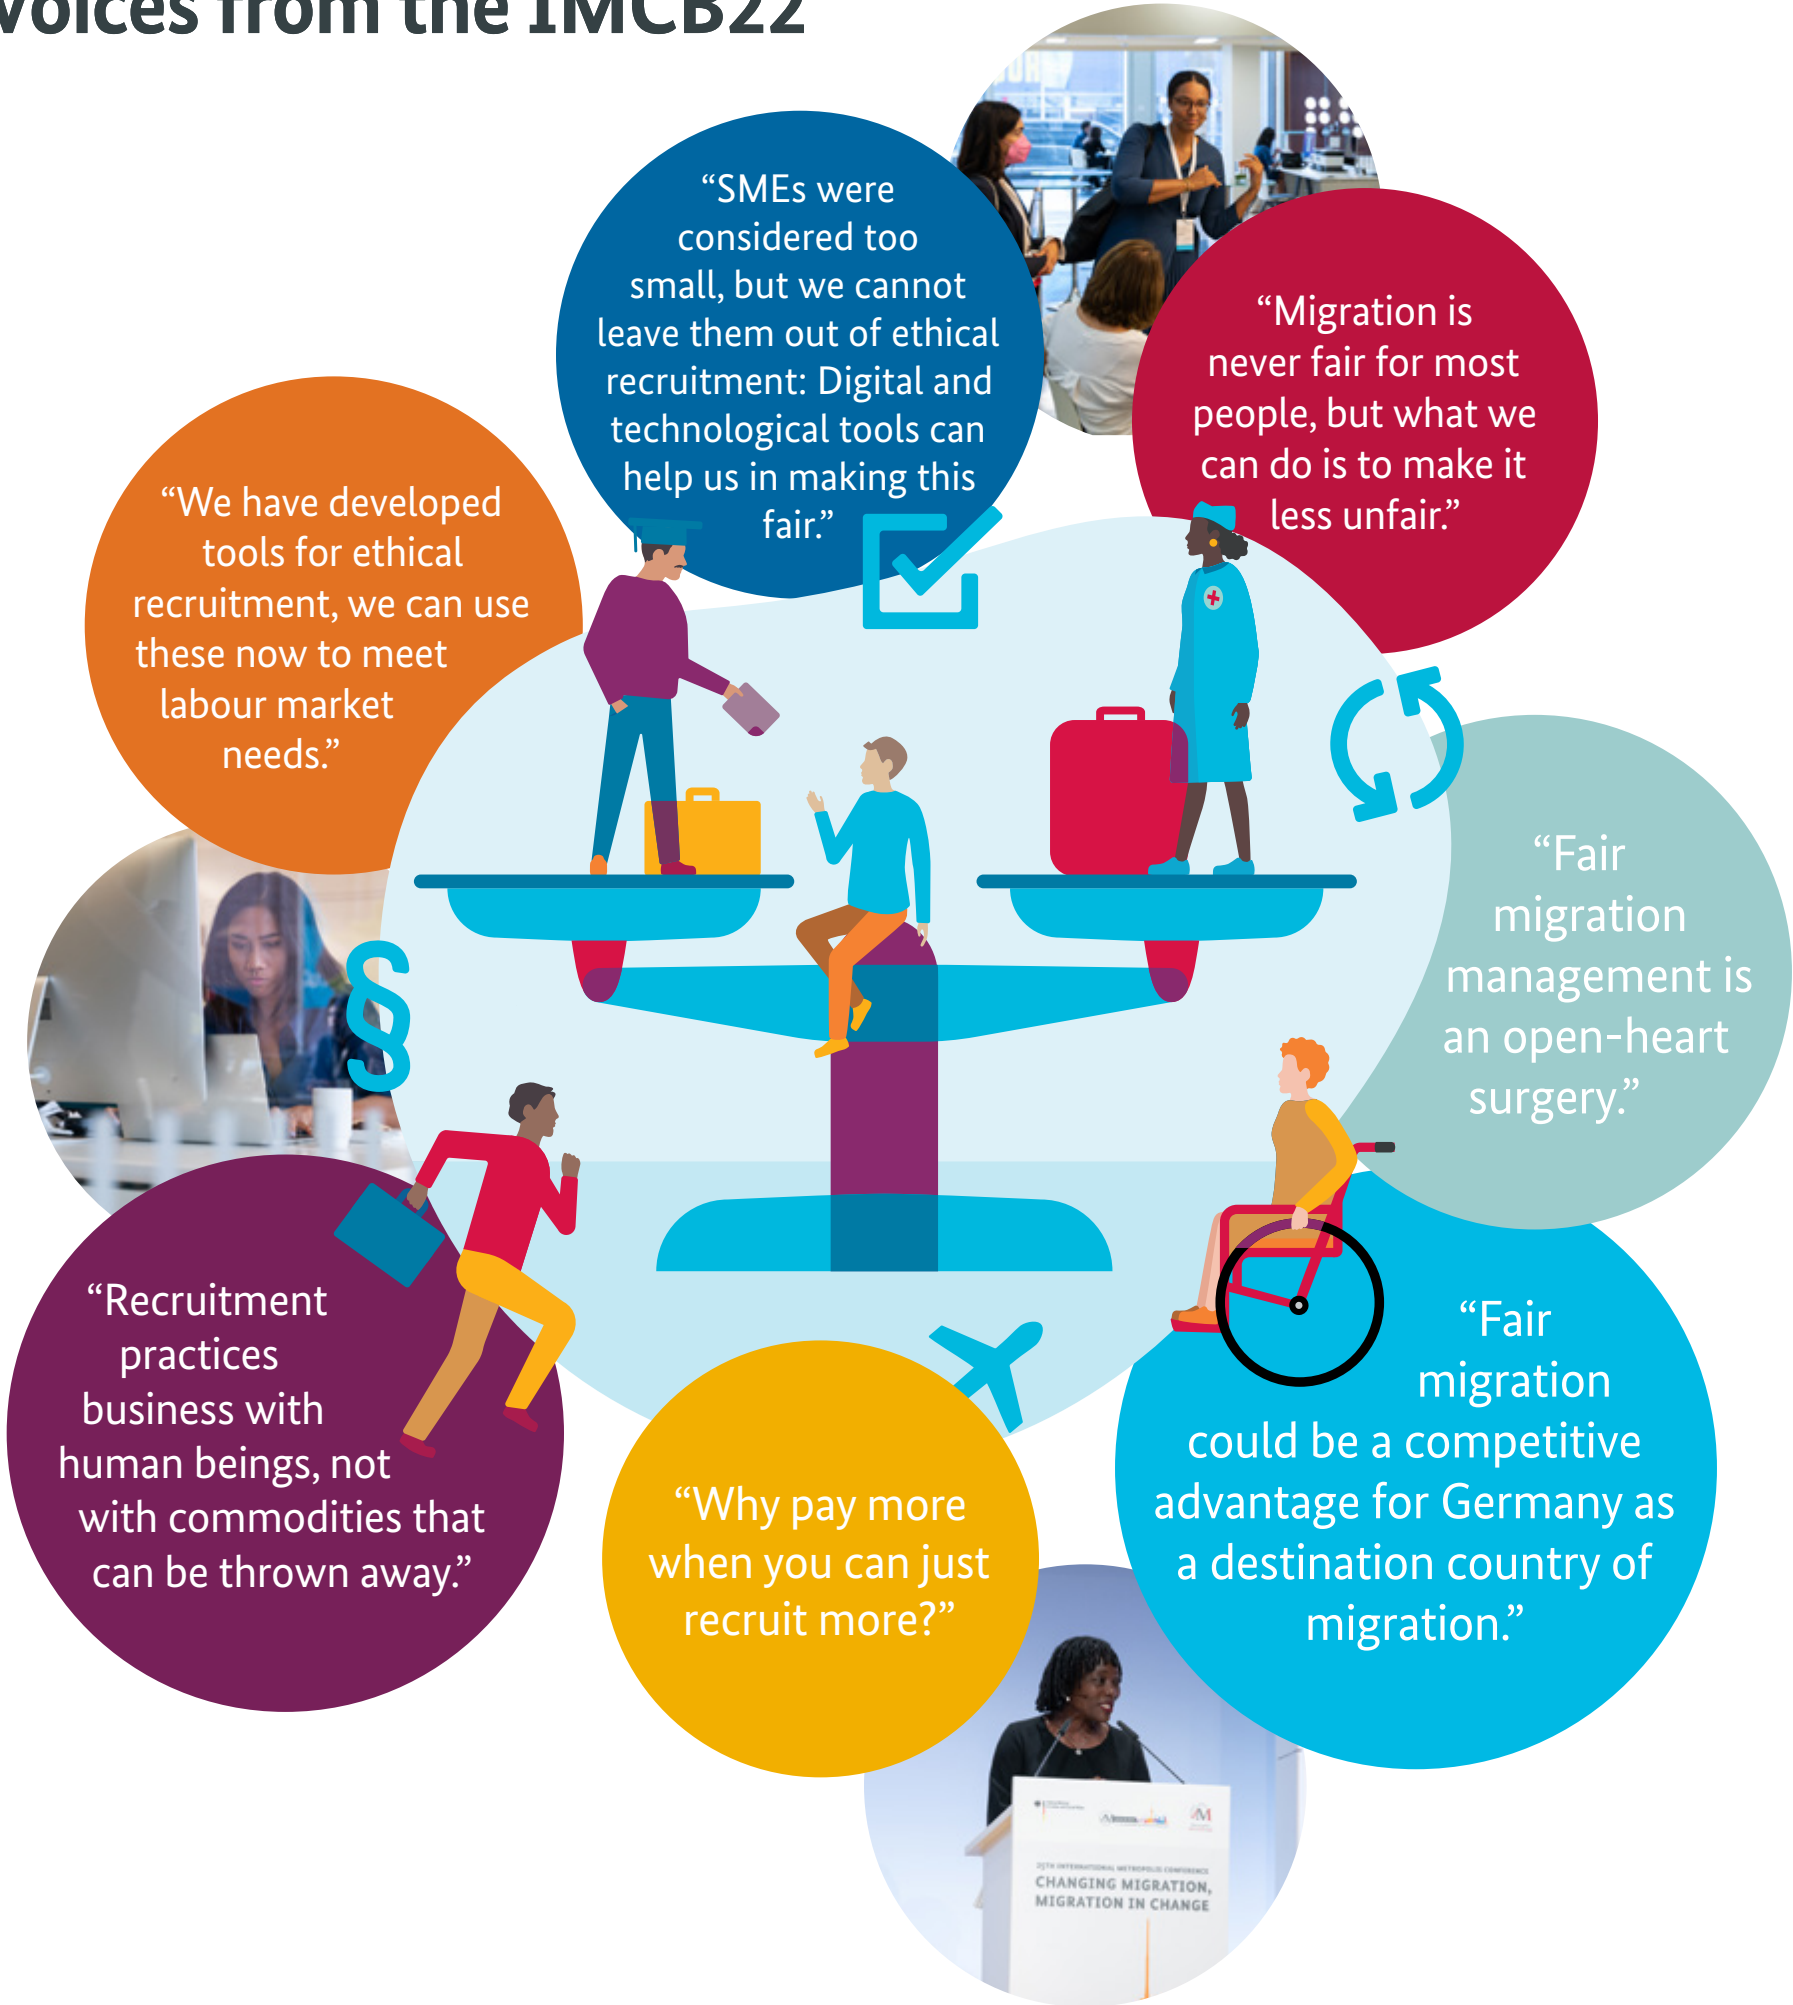 Voices from the IMCB22
“SMEs were
considered too
small, but we cannot
leave them out of ethical
recruitment: Digital and
technological tools can
help us in making this
fair.”
“Migration is
never fair for most
people, but what we
can do is to make it
less unfair.”
“We have developed
tools for ethical
recruitment, we can use
these now to meet
labour market
needs.”
“Fair
migration
management is
an open-heart
surgery.”
§
“Recruitment
practices
business with
human beings, not
with commodities that
can be thrown away.”
“Why pay more
when you can just
recruit more?”
“Fair
migration
could be a competitive
advantage for Germany as
a destination country of
migration.”
25TH INTERNATIONAL METROPOLIS CONFERENCE
CHANGING MIGRATION,
MIGRATION IN CHANGE